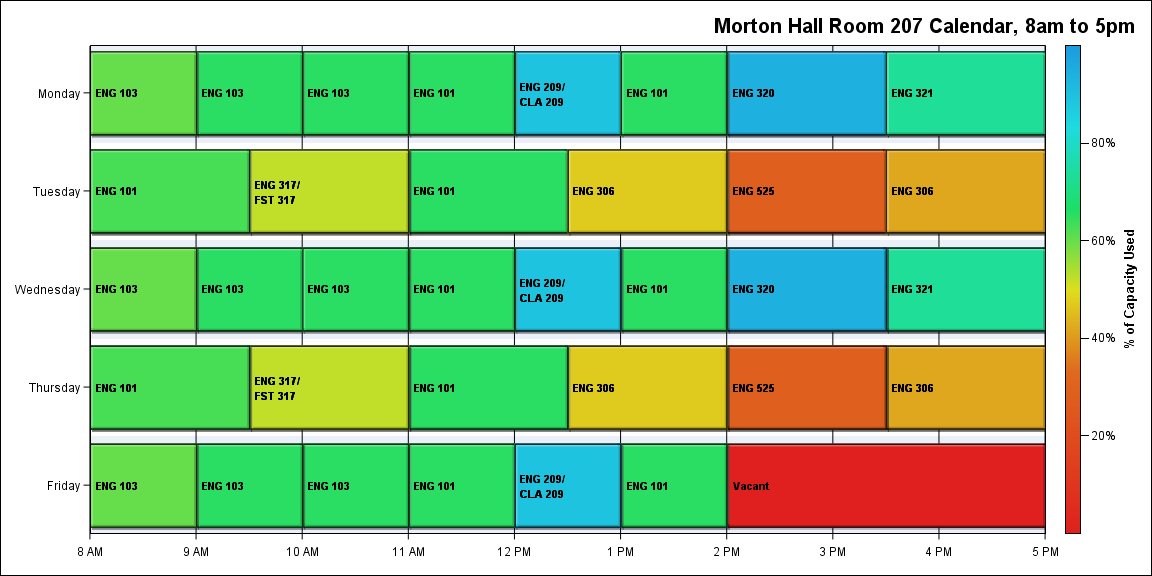 Morton Hall Room 207 Calendar, 8am to 5pm
Monday
ENG 103
ENG 103
ENG 103
ENG 101
ENG 209/
CLA 209
ENG 101
ENG 320
ENG 321
Tuesday
ENG 101
ENG 317/
FST 317
ENG 101
ENG 306
ENG 525
ENG 306
Wednesday
ENG 103
ENG 103
ENG 103
ENG 101
ENG 209/
CLA 209
ENG 101
ENG 320
ENG 321
Thursday
ENG 101
ENG 317/
FST 317
ENG 101
ENG 306
ENG 525
ENG 306
Friday
ENG 103
ENG 103
ENG 103
ENG 101
ENG 209/
CLA 209
ENG 101
Vacant
8 AM
9 AM
10 AM
11 AM
12 PM
1 PM
2 PM
3 PM
4 PM
5 PM
80%
60%
40%
20%
% of Capacity Used